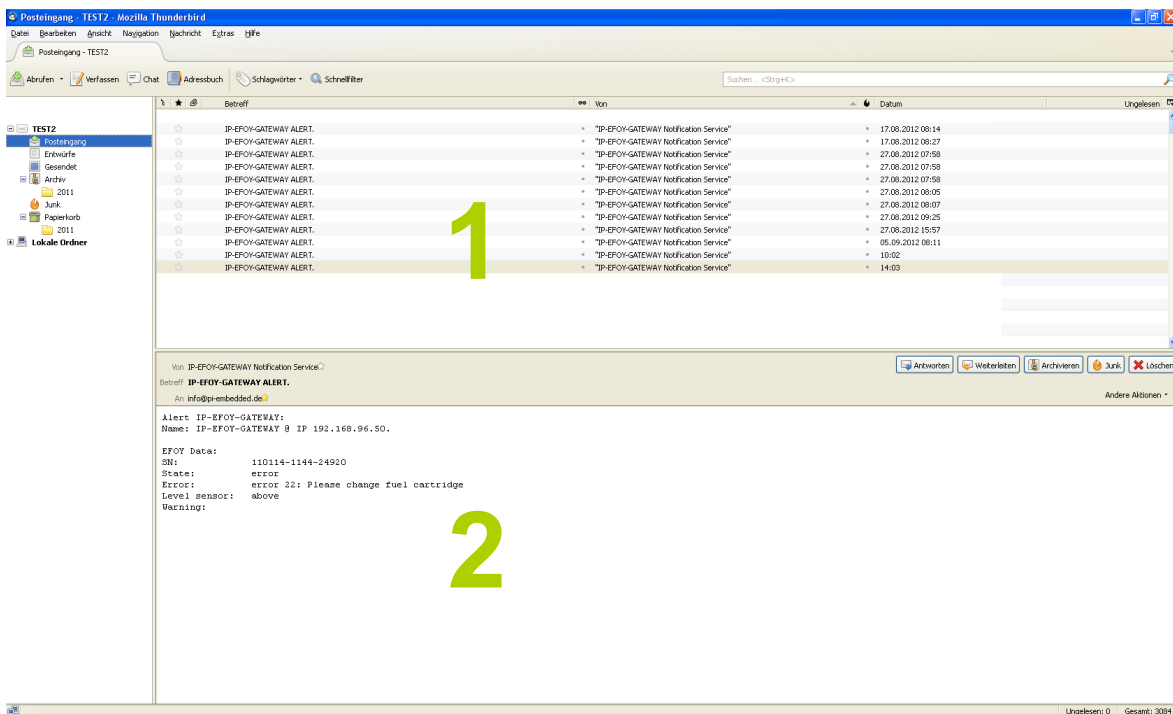 Posteingang - TEST2 - Mozilla Thunderbird
Datei Bearbeiten Ansicht Navigation Nachricht Extras Hilfe
Posteingang - TEST2
Abrufen Verfassen Chat Adressbuch Schlagwörter Schnellfilter Suchen... <Strg+K>
Betreff Von Datum Ungelesen
TEST2
Posteingang
Entwürfe
Gesendet
Archiv
2011
Junk
Papierkorb
2011
Lokale Ordner
IP-EFOY-GATEWAY ALERT. "IP-EFOY-GATEWAY Notification Service" 17.08.2012 08:14
IP-EFOY-GATEWAY ALERT. "IP-EFOY-GATEWAY Notification Service" 17.08.2012 08:27
IP-EFOY-GATEWAY ALERT. "IP-EFOY-GATEWAY Notification Service" 27.08.2012 07:58
IP-EFOY-GATEWAY ALERT. "IP-EFOY-GATEWAY Notification Service" 27.08.2012 07:58
IP-EFOY-GATEWAY ALERT. "IP-EFOY-GATEWAY Notification Service" 27.08.2012 07:58
IP-EFOY-GATEWAY ALERT. "IP-EFOY-GATEWAY Notification Service" 27.08.2012 08:05
IP-EFOY-GATEWAY ALERT. "IP-EFOY-GATEWAY Notification Service" 27.08.2012 08:07
IP-EFOY-GATEWAY ALERT. "IP-EFOY-GATEWAY Notification Service" 27.08.2012 09:25
IP-EFOY-GATEWAY ALERT. "IP-EFOY-GATEWAY Notification Service" 27.08.2012 15:57
IP-EFOY-GATEWAY ALERT. "IP-EFOY-GATEWAY Notification Service" 05.09.2012 08:11
IP-EFOY-GATEWAY ALERT. "IP-EFOY-GATEWAY Notification Service" 10:02
IP-EFOY-GATEWAY ALERT. "IP-EFOY-GATEWAY Notification Service" 14:03
1
Von IP-EFOY-GATEWAY Notification Service
Antworten Weiterleiten Archivieren Junk Löschen
Betreff IP-EFOY-GATEWAY ALERT.
An info@pi-embedded.de
Andere Aktionen
Alert IP-EFOY-GATEWAY:
Name: IP-EFOY-GATEWAY @ IP 192.168.96.50.
EFOY Data:
SN: 110114-1144-24920
State: error
Error: error 22: Please change fuel cartridge
Level sensor: above
Warning:
2
Ungelesen: 0 Gesamt: 3084